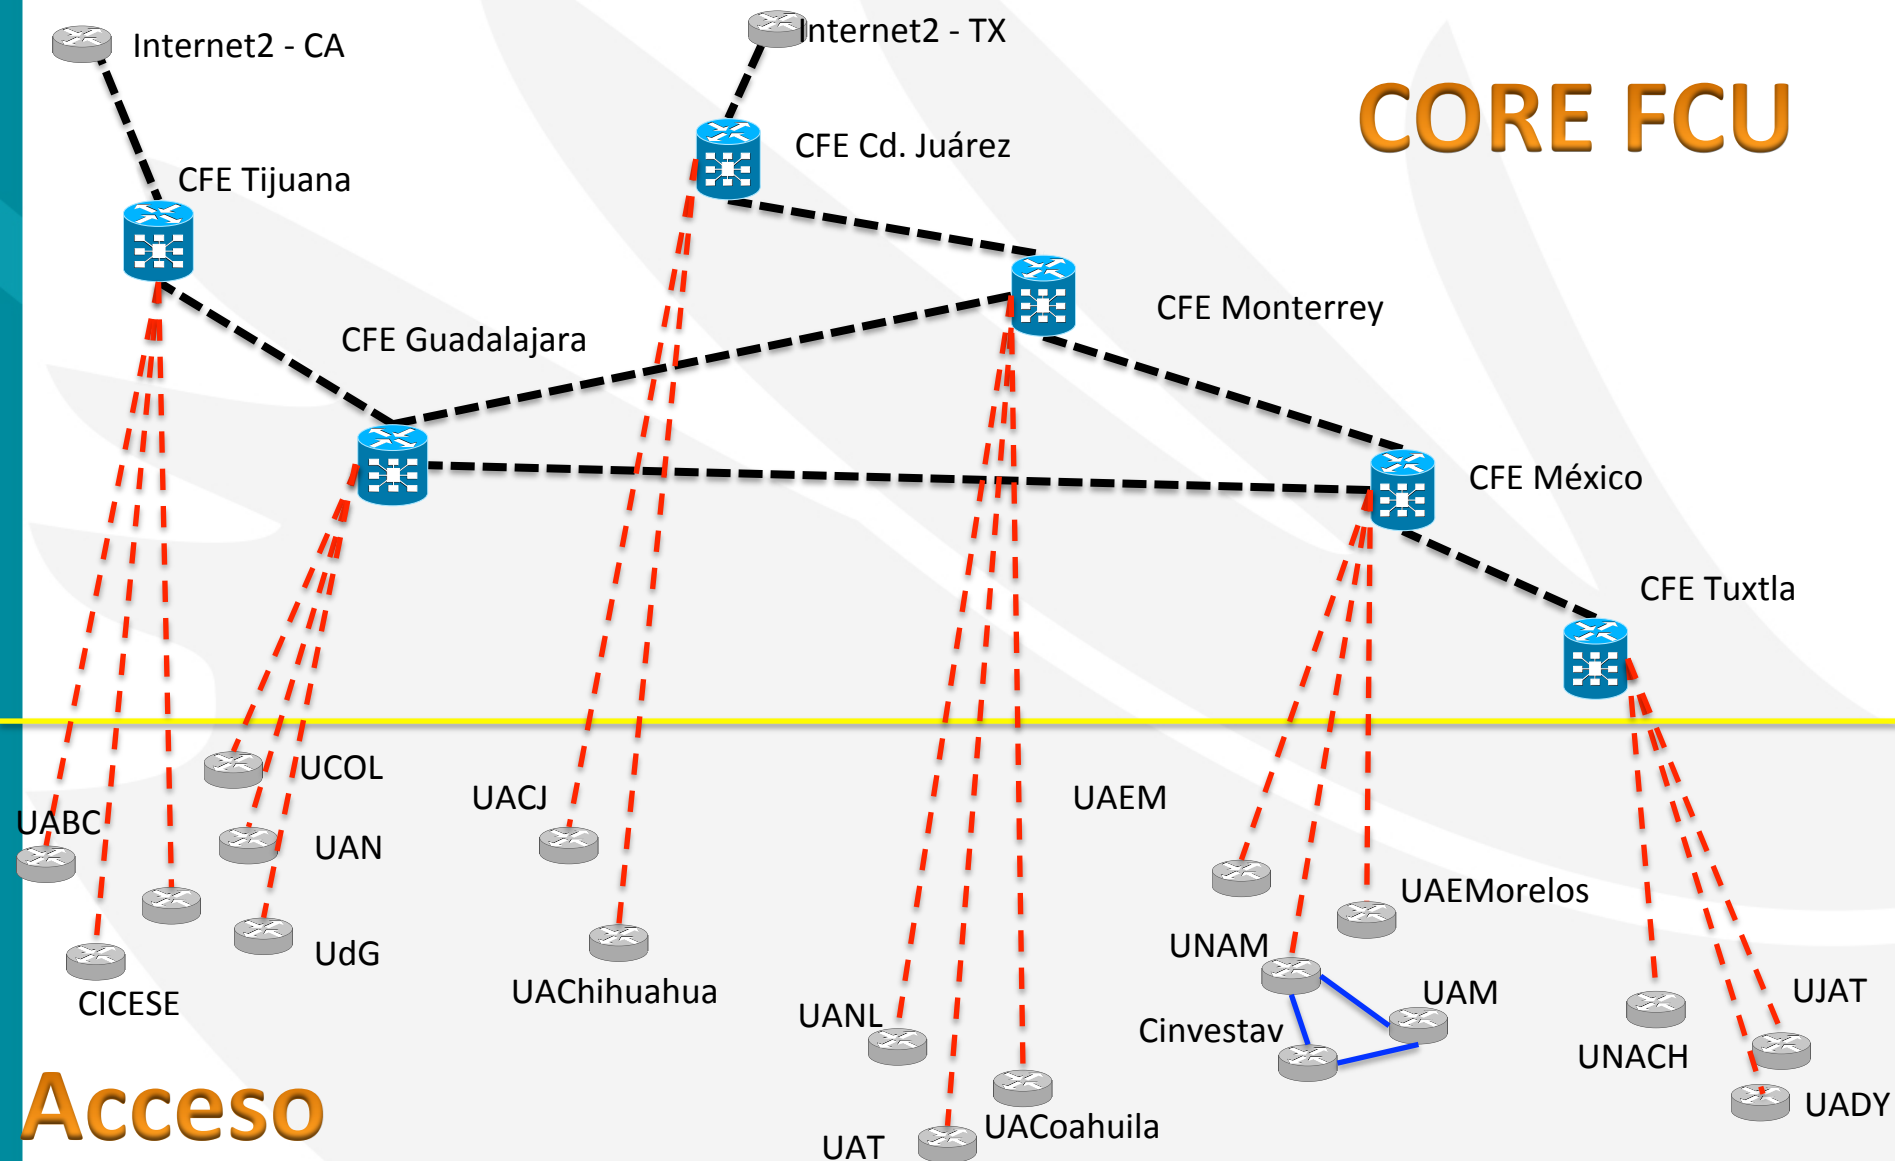 Internet2 - CA
Internet2 - TX
CORE FCU
CFE Cd. Juárez
CFE Tijuana
CFE Monterrey
CFE Guadalajara
CFE México
CFE Tuxtla
UCOL
UACJ
UAEM
UABC
UAN
UAEMorelos
UdG
UNAM
CICESE
UAChihuahua
UANL
UAM
UJAT
Cinvestav
UNACH
Acceso
UADY
UACoahuila
UAT